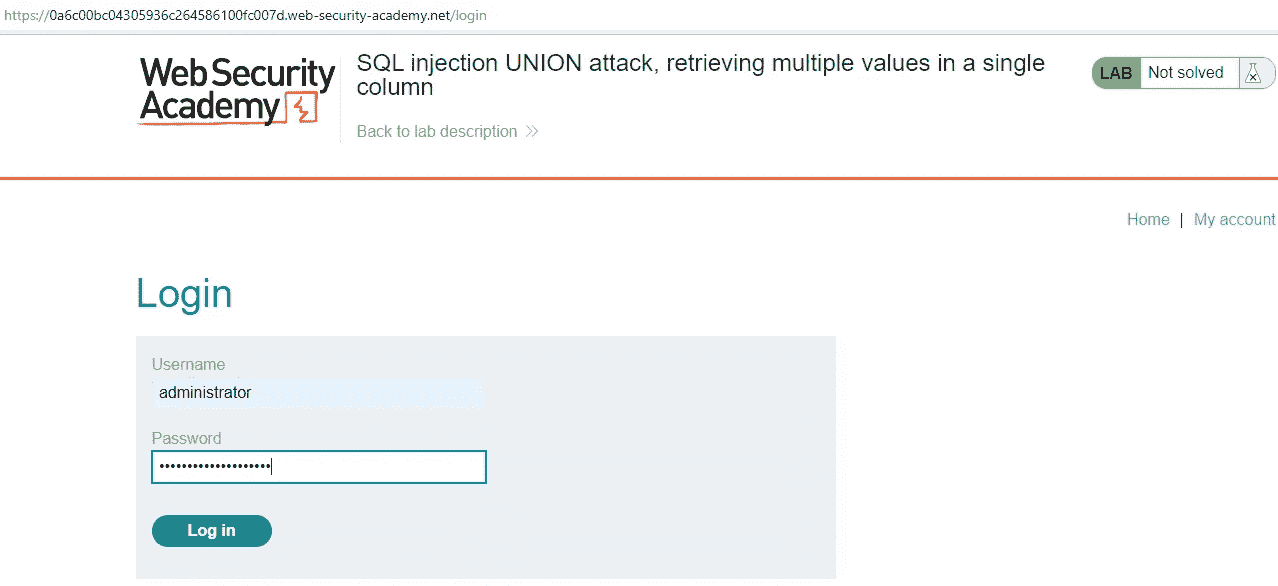 https://0a6c00bc04305936c264586100fc007d.web-security-academy.net/login
Web Security
Academy
SQL injection UNION attack, retrieving multiple values in a single
column
LAB Not solved
Back to lab description
Home | My account
Login
Username
administrator
Password
••••••••••••••••••••
Log in